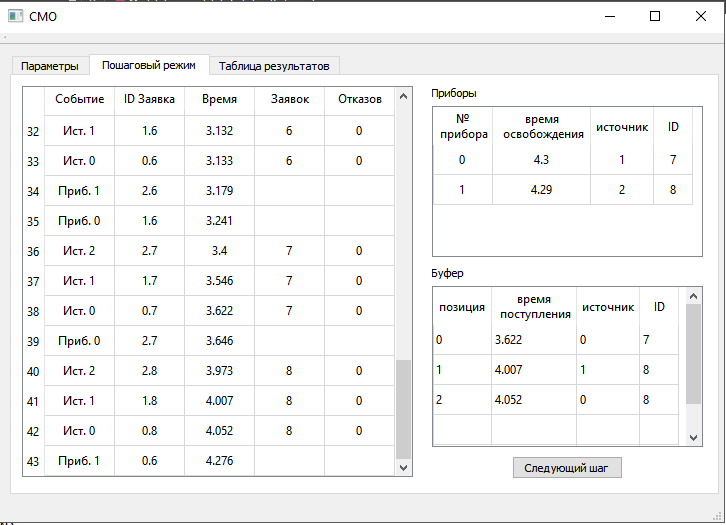 СМО
Параметры Пошаговый режим Таблица результатов
Событие ID Заявка Время Заявок Отказов
32 Ист. 1 1.6 3.132 6 0
33 Ист. 0 0.6 3.133 6 0
34 Приб. 1 2.6 3.179
35 Приб. 0 1.6 3.241
36 Ист. 2 2.7 3.4 7 0
37 Ист. 1 1.7 3.546 7 0
38 Ист. 0 0.7 3.622 7 0
39 Приб. 0 2.7 3.646
40 Ист. 2 2.8 3.973 8 0
41 Ист. 1 1.8 4.007 8 0
42 Ист. 0 0.8 4.052 8 0
43 Приб. 1 0.6 4.276
Приборы
№ прибора время освобождения источник ID
0 4.3 1 7
1 4.29 2 8
Буфер
позиция время поступления источник ID
0 3.622 0 7
1 4.007 1 8
2 4.052 0 8
Следующий шаг